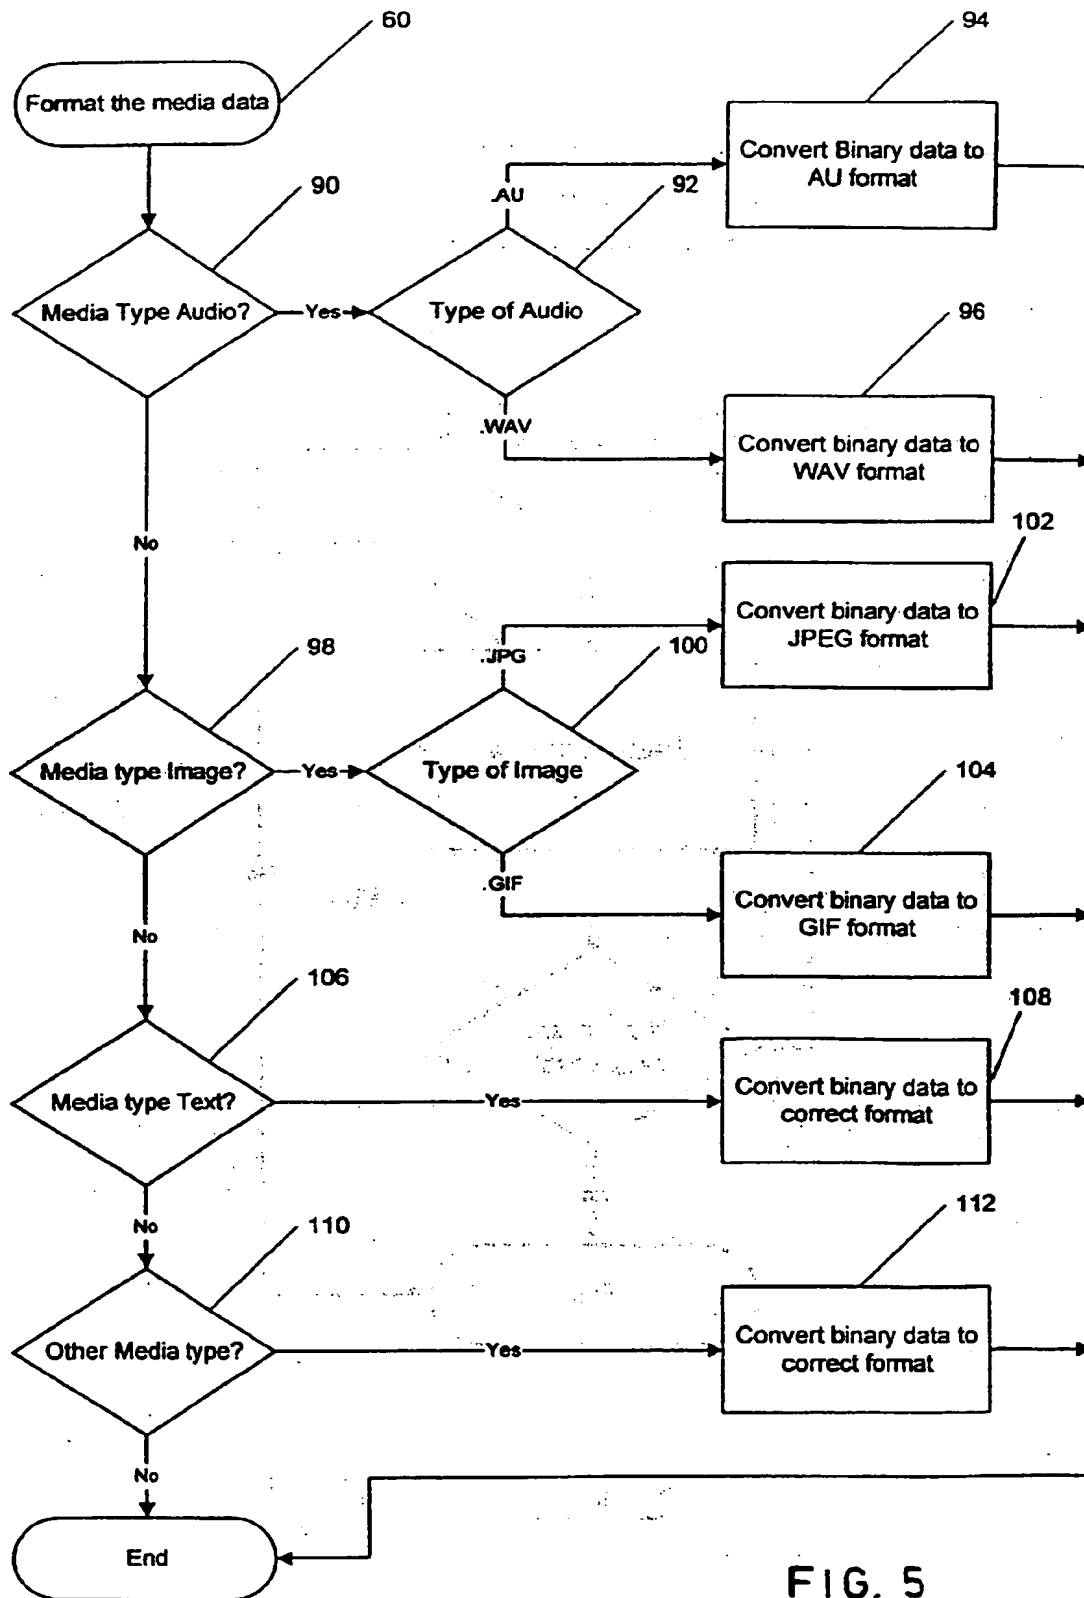 60
94
Format the media data
Convert Binary data to
AU format
90
92
.AU
Media Type Audio?
Yes
Type of Audio
96
.WAV
Convert binary data to
WAV format
No
102
Convert binary data to
JPEG format
98
.JPG
100
Media type Image?
Yes
Type of Image
104
.GIF
Convert binary data to
GIF format
No
106
108
Media type Text?
Yes
Convert binary data to
correct format
No
110
112
Other Media type?
Yes
Convert binary data to
correct format
No
End
FIG. 5